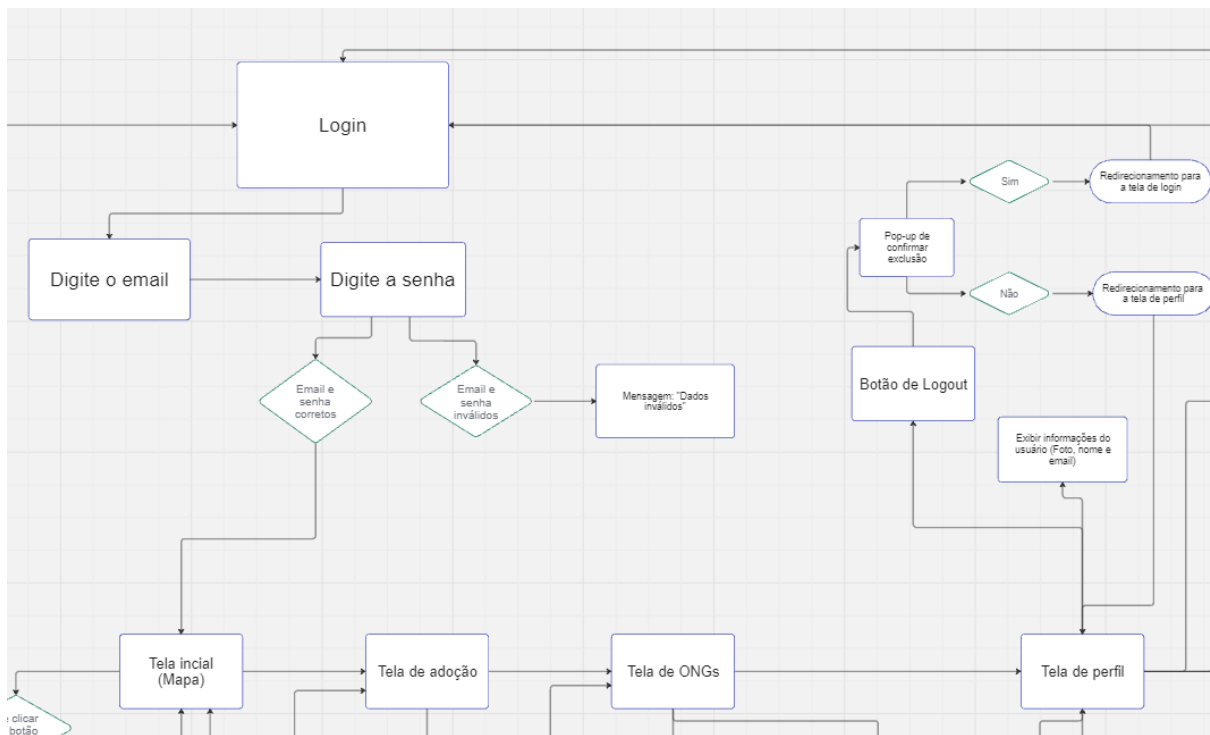 Login
Sim
Redirecionamento para
a tela de login
Pop-up de
confirmar
exclusão
Digite o email
Digite a senha
Não
Redirecionamento para
a tela de perfil
Email e
senha
corretos
Email e
senha
inválidos
Mensagem: "Dados
inválidos"
Botão de Logout
Exibir informações do
usuário (Foto, nome e
email)
Tela incial
(Mapa)
Tela de adoção
Tela de ONGs
Tela de perfil
clicar
botão